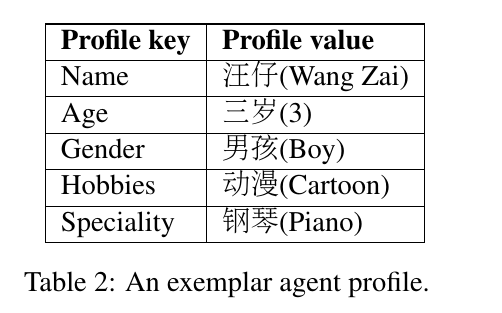 Profile key Profile value
Name 汪仔(Wang Zai)
Age 三岁(3)
Gender 男孩(Boy)
Hobbies 动漫(Cartoon)
Speciality 钢琴(Piano)
Table 2: An exemplar agent profile.